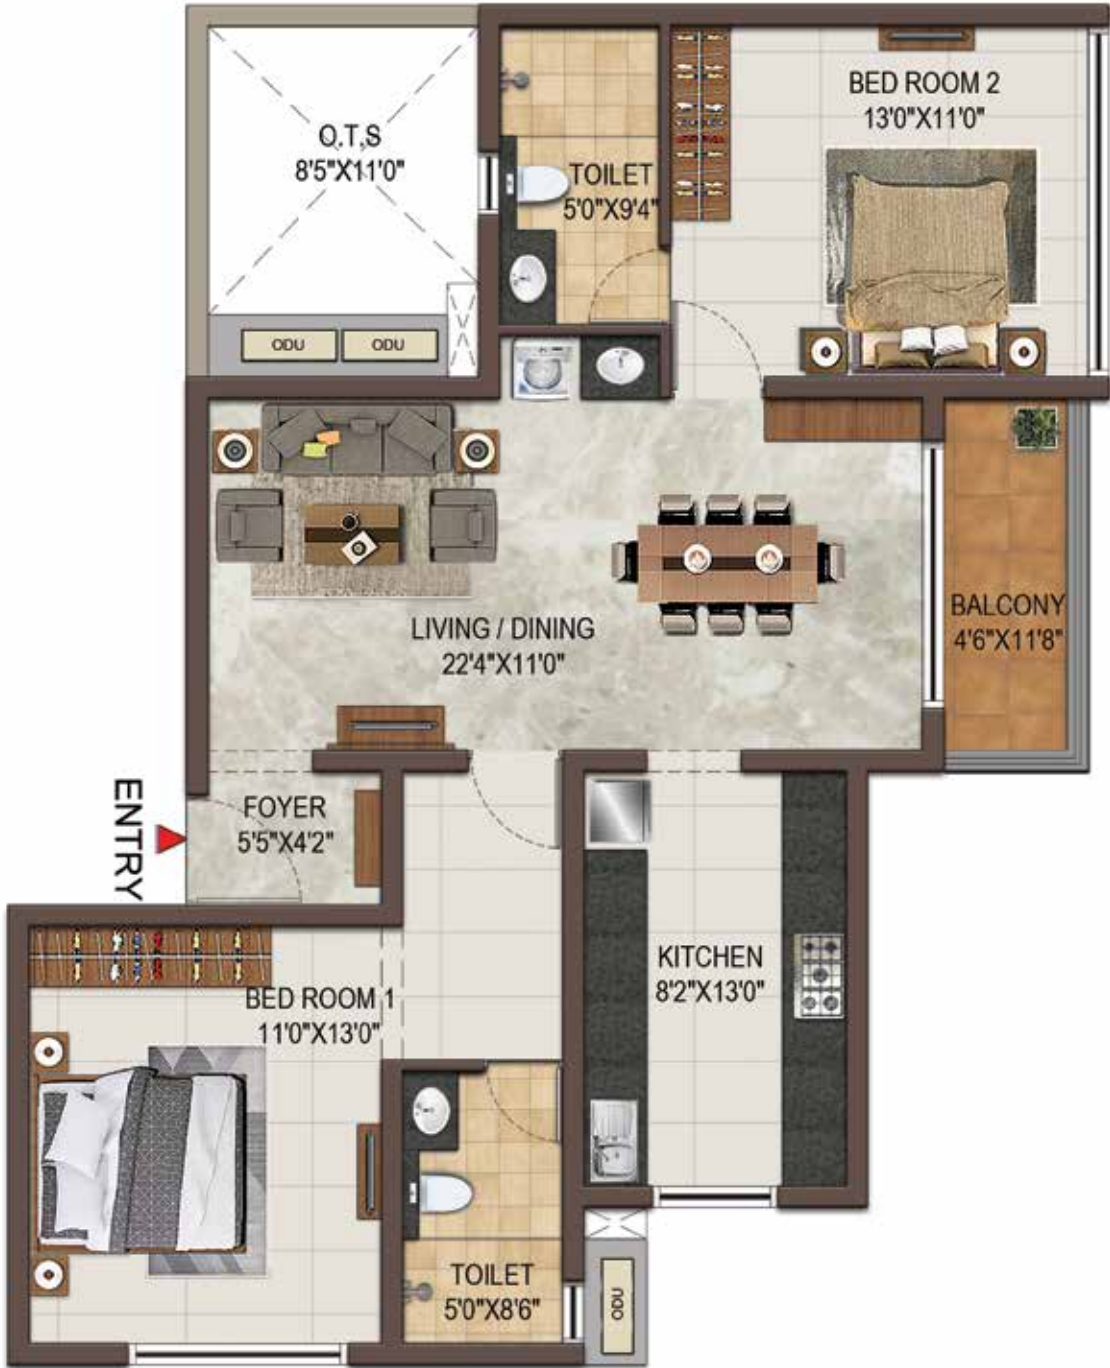 O.T.S
8'5"X11'0"
TOILET
5'0"X9'4"
BED ROOM 2
13'0"X11'0"
ODU
ODU
LIVING / DINING
22'4"X11'0"
BALCONY
4'6"X11'8"
ENTRY
FOYER
5'5"X4'2"
BED ROOM 1
11'0"X13'0"
KITCHEN
8'2"X13'0"
TOILET
5'0"X8'6"
ODU